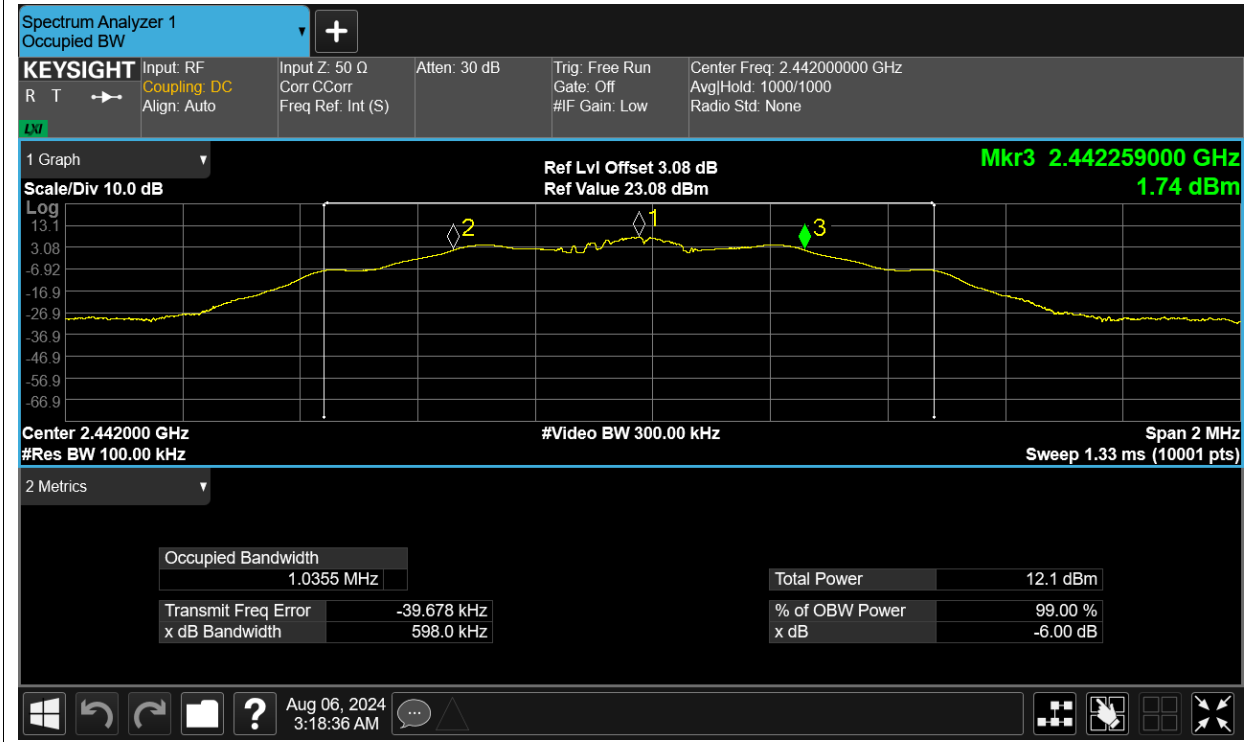 Spectrum Analyzer 1
Occupied BW
KEYSIGHT
R T
LXI
Input: RF
Coupling: DC
Align: Auto
Input Z: 50 Ω
Corr CCorr
Freq Ref: Int (S)
Atten: 30 dB
Trig: Free Run
Gate: Off
#IF Gain: Low
Center Freq: 2.442000000 GHz
Avg|Hold: 1000/1000
Radio Std: None
1 Graph
Scale/Div 10.0 dB
Ref Lvl Offset 3.08 dB
Ref Value 23.08 dBm
Mkr3 2.442259000 GHz
1.74 dBm
Log
13.1
3.08
-6.92
-16.9
-26.9
-36.9
-46.9
-56.9
-66.9
2
1
3
Center 2.442000 GHz
#Video BW 300.00 kHz
Span 2 MHz
#Res BW 100.00 kHz
Sweep 1.33 ms (10001 pts)
2 Metrics
Occupied Bandwidth
1.0355 MHz
Transmit Freq Error -39.678 kHz
x dB Bandwidth 598.0 kHz
Total Power 12.1 dBm
% of OBW Power 99.00 %
x dB -6.00 dB
?
Aug 06, 2024
3:18:36 AM